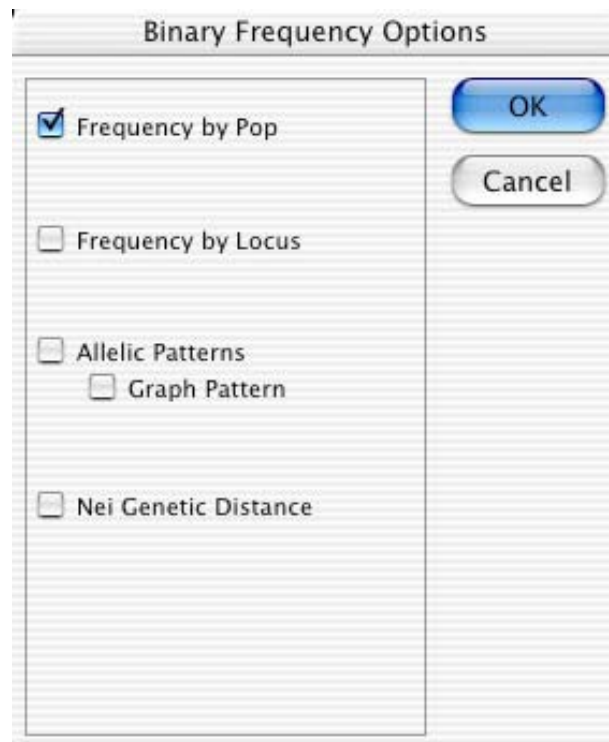 Binary Frequency Options
Frequency by Pop
Frequency by Locus
Allelic Patterns
Graph Pattern
Nei Genetic Distance
OK
Cancel